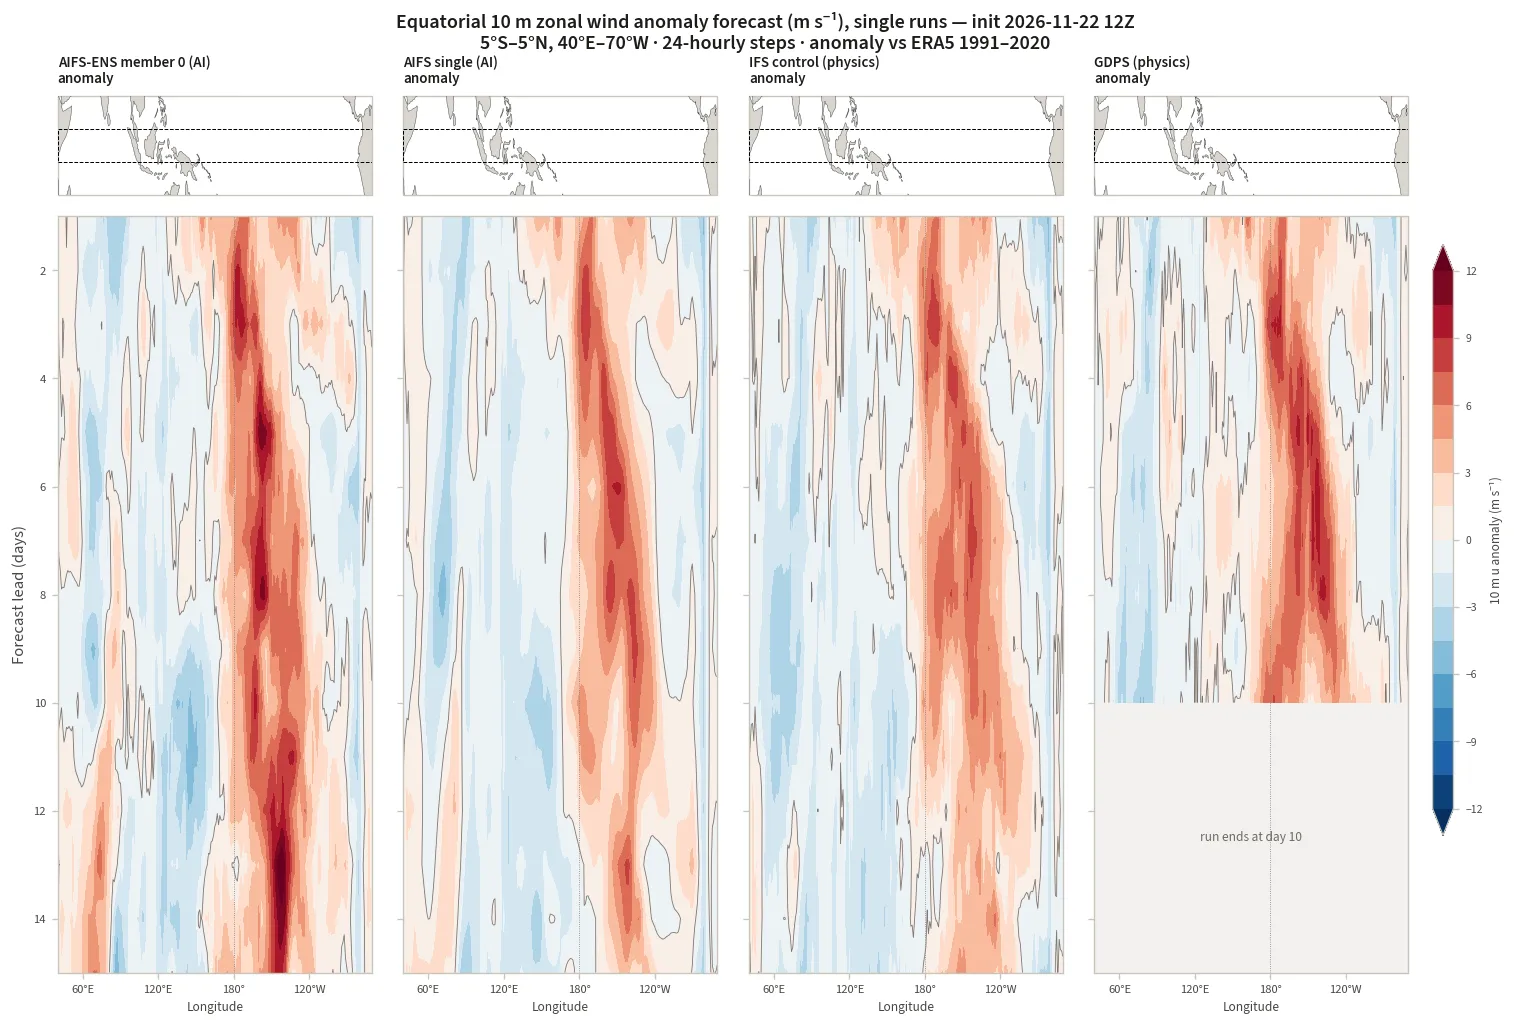 Equatorial 10 m zonal wind anomaly forecast (m s⁻¹), single runs — init 2026-11-22 12Z
5°S–5°N, 40°E–70°W · 24-hourly steps · anomaly vs ERA5 1991–2020
AIFS-ENS member 0 (AI)
anomaly
AIFS single (AI)
anomaly
IFS control (physics)
anomaly
GDPS (physics)
anomaly
Forecast lead (days)
2
4
6
8
10
12
14
60°E 120°E 180° 120°W
Longitude
60°E 120°E 180° 120°W
Longitude
60°E 120°E 180° 120°W
Longitude
run ends at day 10
60°E 120°E 180° 120°W
Longitude
12
9
6
3
0
−3
−6
−9
−12
10 m u anomaly (m s⁻¹)